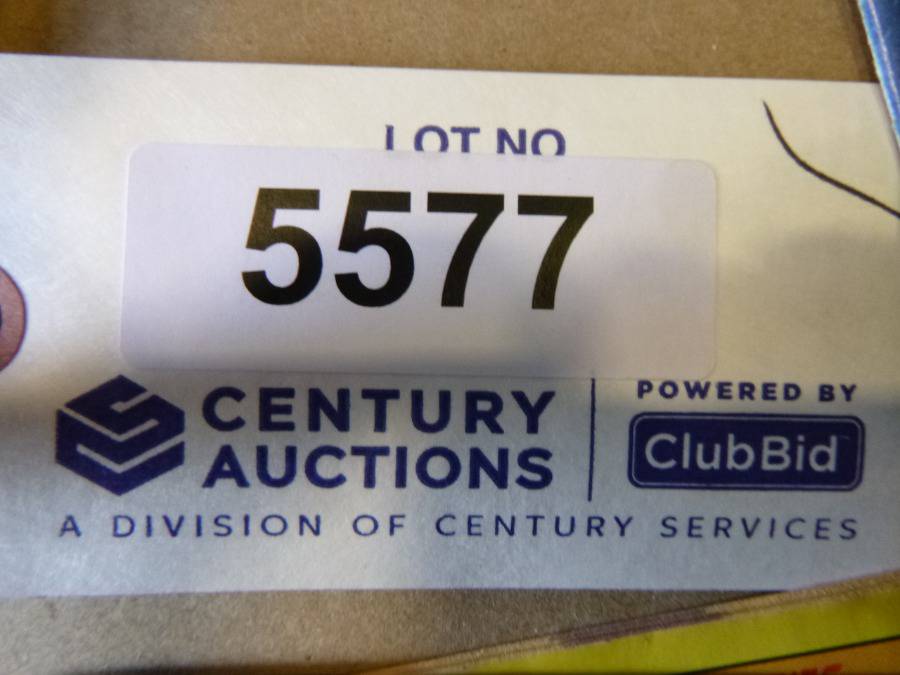 LOT NO
5577
CENTURY
AUCTIONS
POWERED BY
ClubBid
A DIVISION OF CENTURY SERVICES